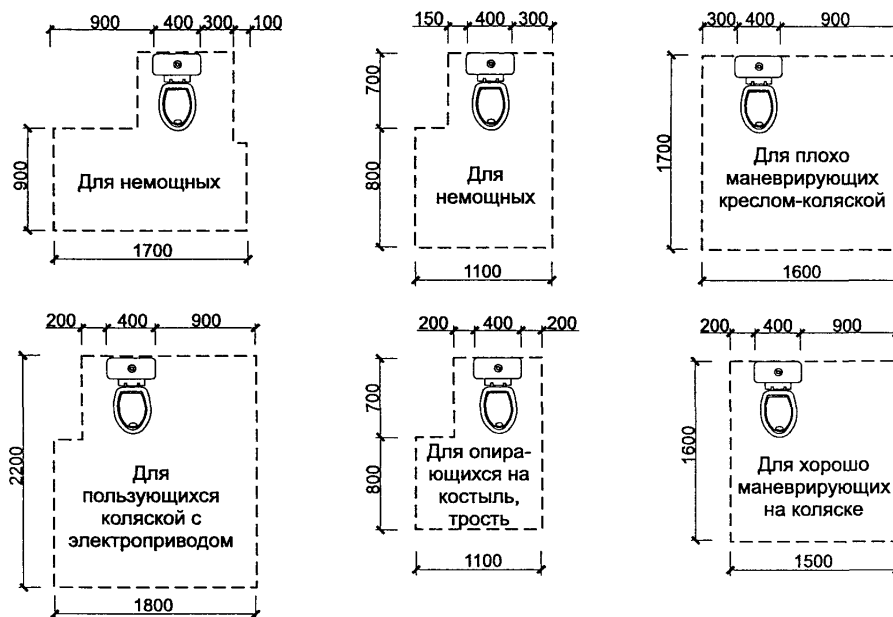 900 400 300 100
900
Для немощных
1700
150 400 300
700
800
Для
немощных
1100
300 400 900
1700
Для плохо
маневрирующих
креслом-коляской
1600
200 400 900
2200
Для
пользующихся
коляской с
электроприводом
1800
200 400 200
700
800
Для опира-
ющихся на
костыль,
трость
1100
200 400 900
1600
Для хорошо
маневрирующих
на коляске
1500